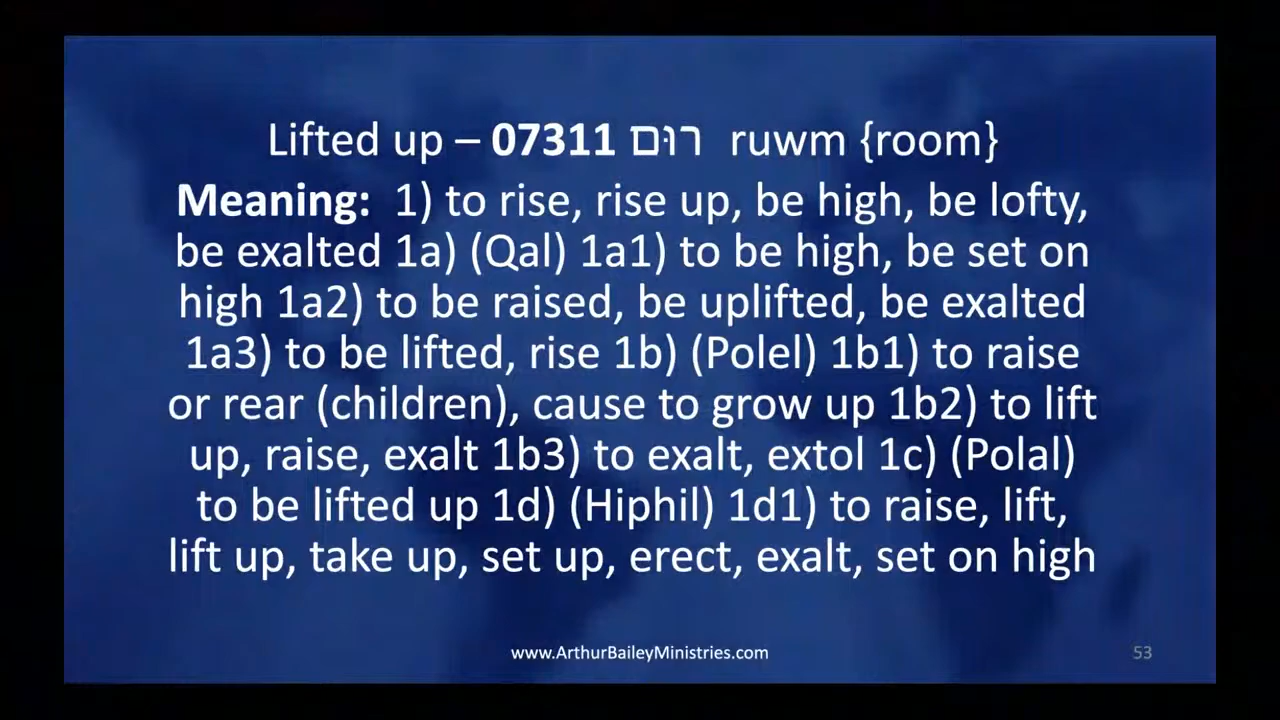 Lifted up – 07311 רוּם ruwm {room}
Meaning: 1) to rise, rise up, be high, be lofty,
be exalted 1a) (Qal) 1a1) to be high, be set on
high 1a2) to be raised, be uplifted, be exalted
1a3) to be lifted, rise 1b) (Polel) 1b1) to raise
or rear (children), cause to grow up 1b2) to lift
up, raise, exalt 1b3) to exalt, extol 1c) (Polal)
to be lifted up 1d) (Hiphil) 1d1) to raise, lift,
lift up, take up, set up, erect, exalt, set on high
www.ArthurBaileyMinistries.com
53